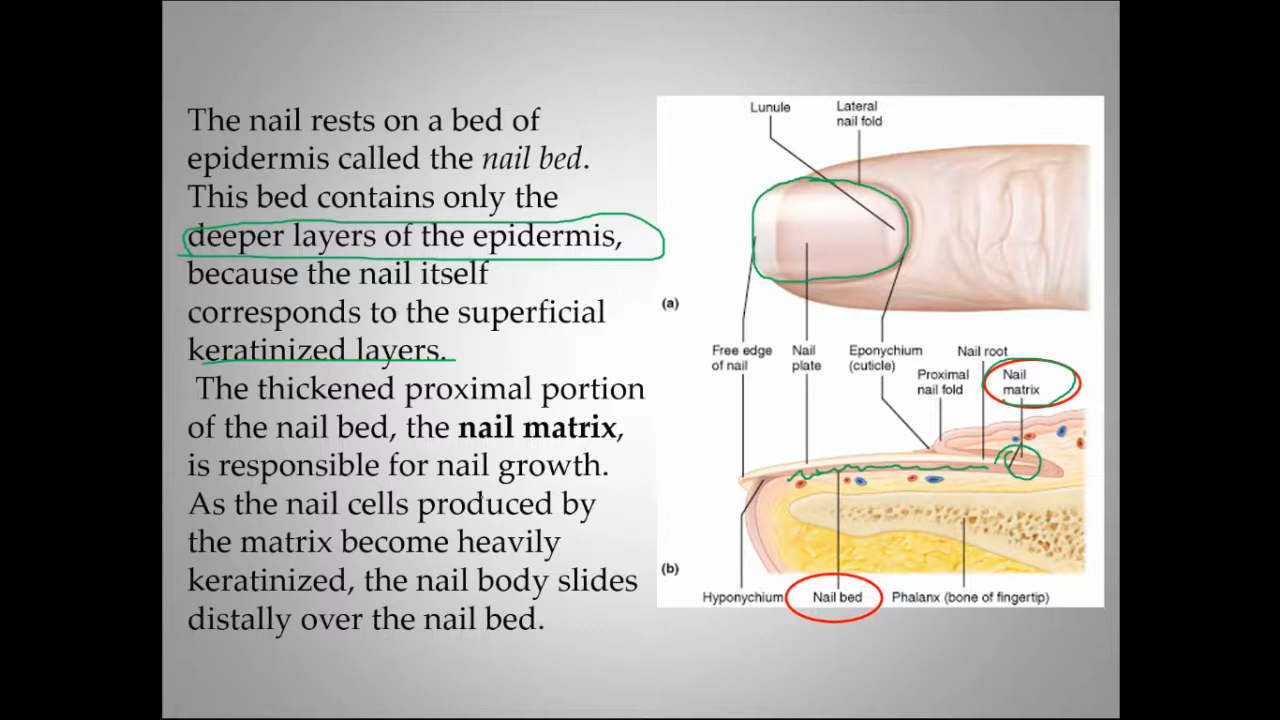 The nail rests on a bed of
epidermis called the nail bed.
This bed contains only the
deeper layers of the epidermis,
because the nail itself
corresponds to the superficial
keratinized layers.
The thickened proximal portion
of the nail bed, the nail matrix,
is responsible for nail growth.
As the nail cells produced by
the matrix become heavily
keratinized, the nail body slides
distally over the nail bed.
Lunule
Lateral
nail fold
(a)
Free edge
of nail
Nail
plate
Eponychium
(cuticle)
Proximal
nail fold
Nail root
Nail
matrix
(b)
Hyponychium
Nail bed
Phalanx (bone of fingertip)